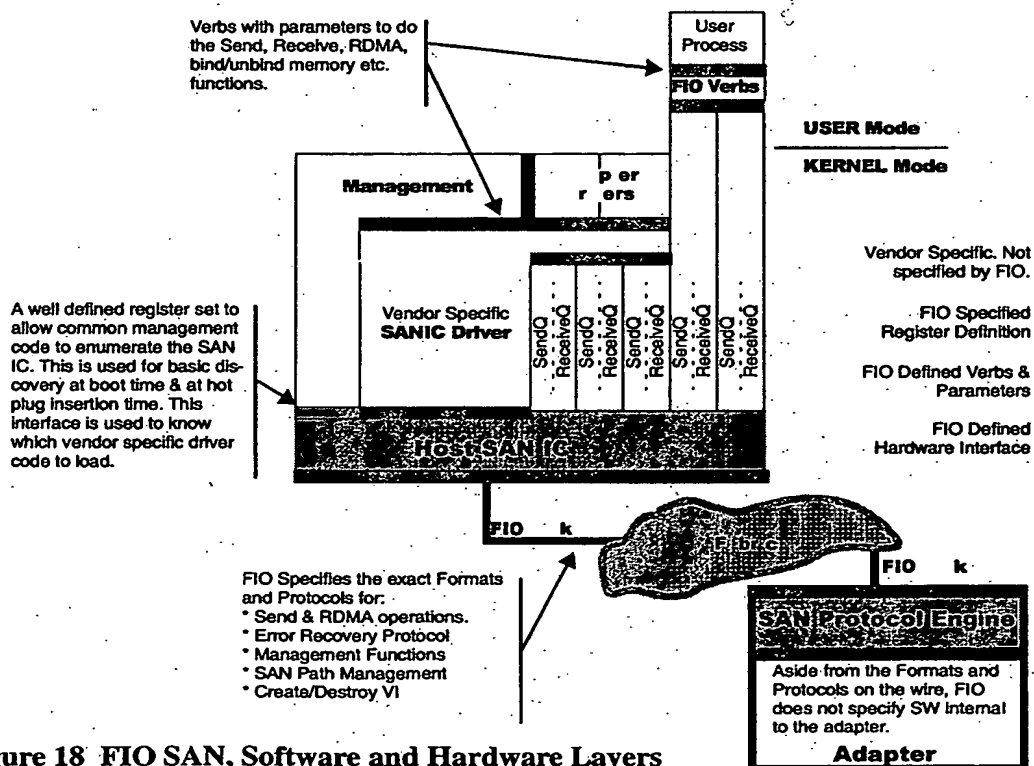 Verbs with parameters to do
the Send, Receive, RDMA,
bind/unbind memory etc.
functions.
User
Process
FIO Verbs
USER Mode
KERNEL Mode
Management
Vendor Specific
SANIC Driver
SendQ
ReceiveQ
SendQ
ReceiveQ
SendQ
ReceiveQ
SendQ
ReceiveQ
SendQ
ReceiveQ
Vendor Specific. Not
specified by FIO.
FIO Specified
Register Definition
FIO Defined Verbs &
Parameters
FIO Defined
Hardware Interface
A well defined register set to
allow common management
code to enumerate the SAN
IC. This is used for basic dis-
covery at boot time & at hot
plug insertion time. This
interface is used to know
which vendor specific driver
code to load.
Host SAN IC
FIO
FIO
FIO Specifies the exact Formats
and Protocols for:
* Send & RDMA operations.
* Error Recovery Protocol
* Management Functions
* SAN Path Management
* Create/Destroy VI
SAN Protocol Engine
Aside from the Formats and
Protocols on the wire, FIO
does not specify SW internal
to the adapter.
Adapter
ure 18 FIO SAN, Software and Hardware Layers